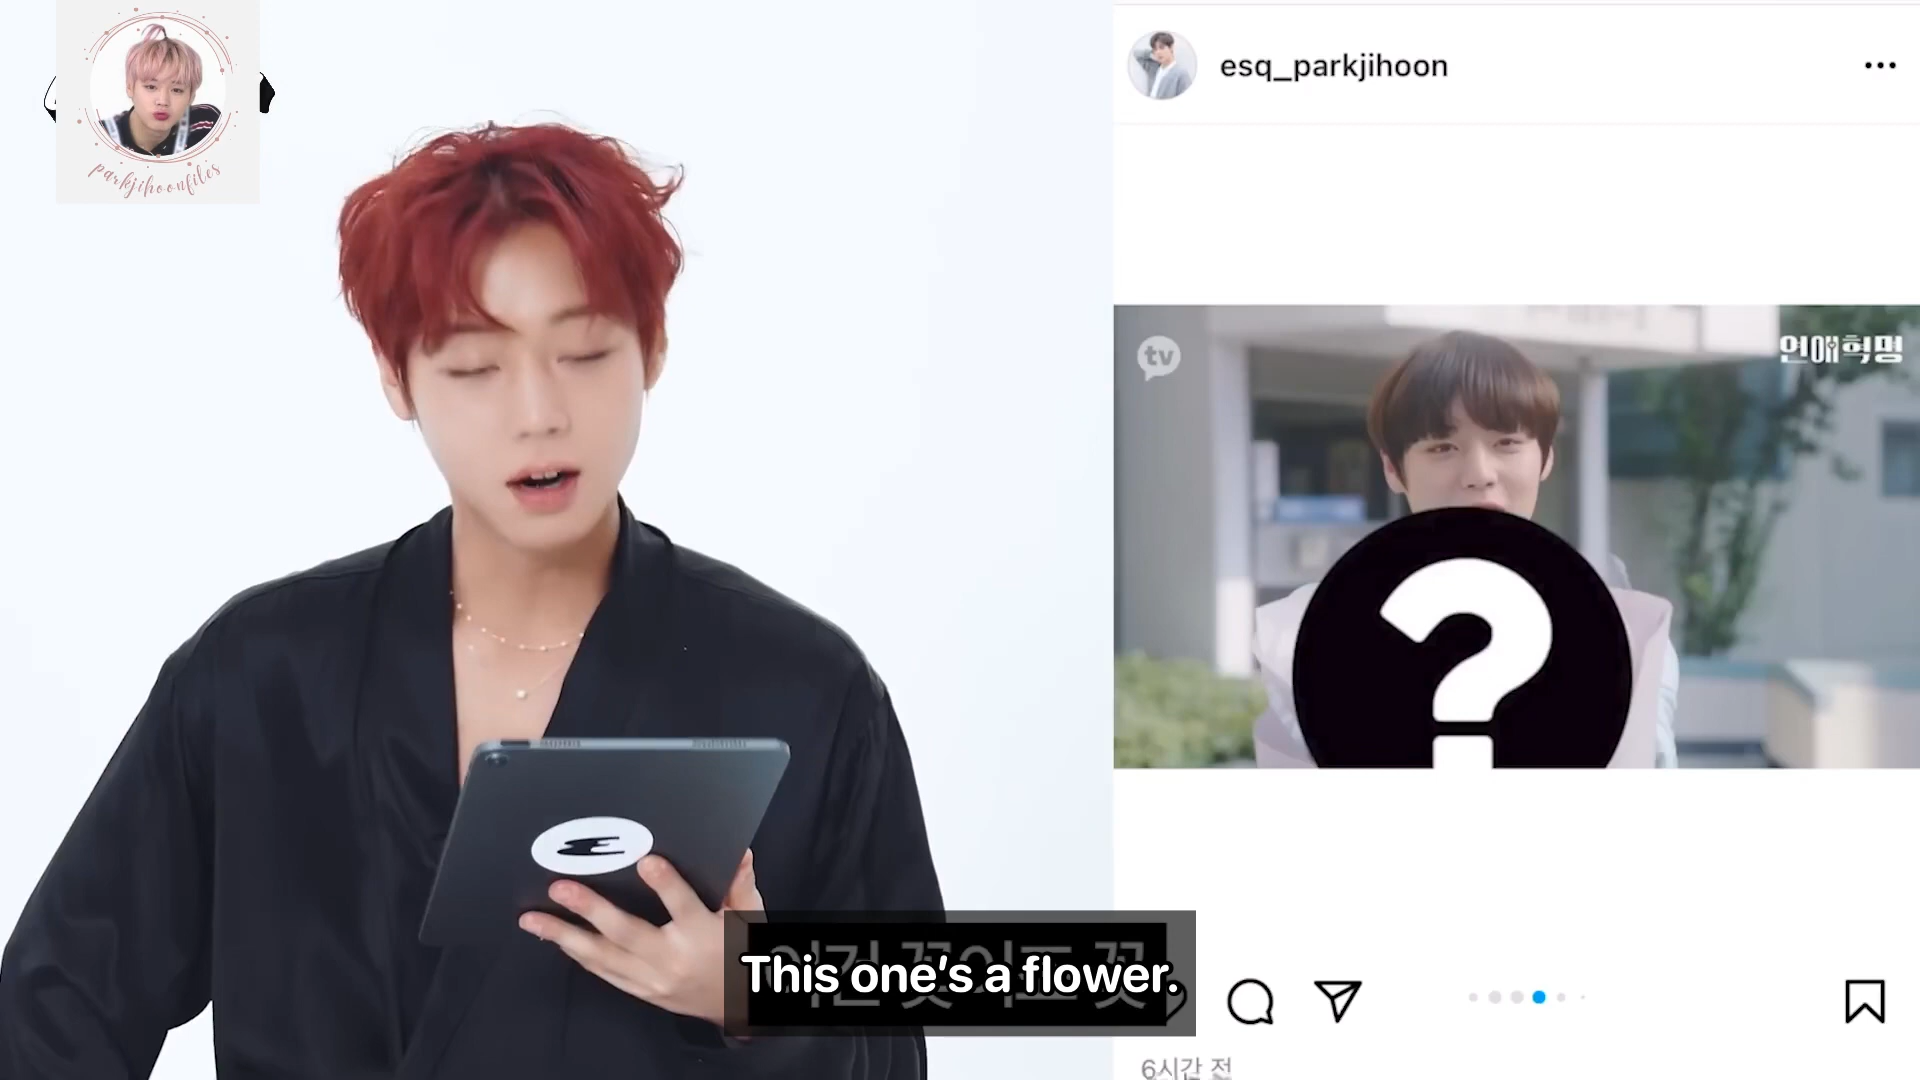 parkjihoonfiles
esq_parkjihoon
tv
연애혁명
?
This one's a flower.
6시간 전